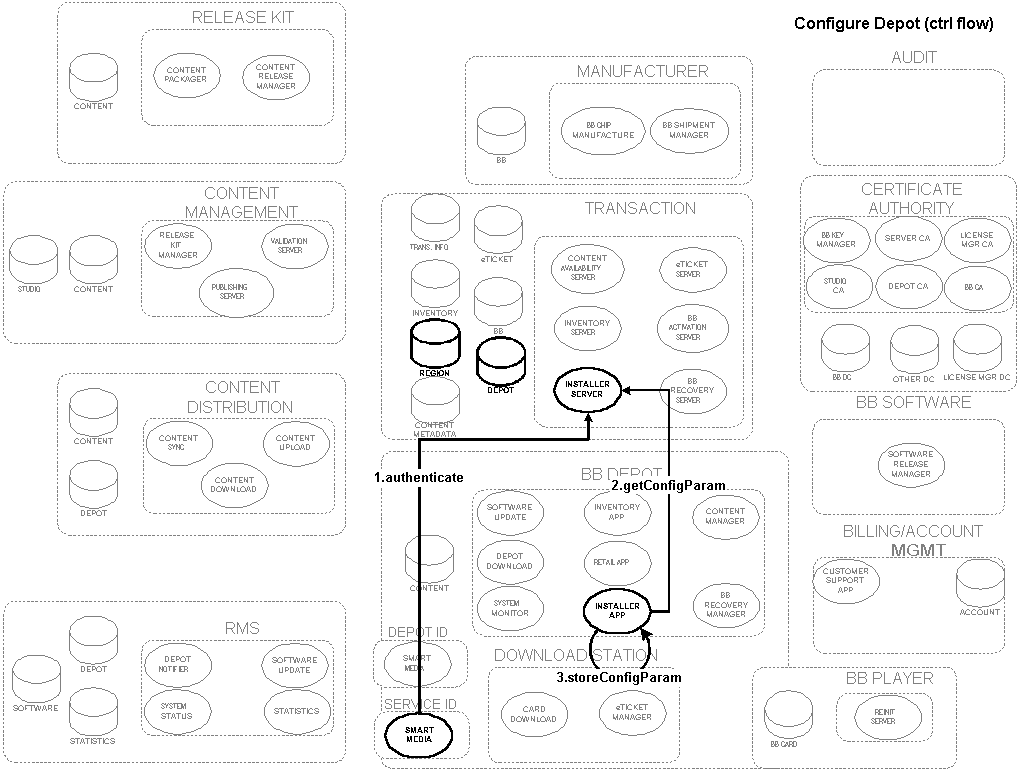 Configure Depot (ctrl flow)
RELEASE KIT
CONTENT
CONTENT
PACKAGER
CONTENT
RELEASE
MANAGER
MANUFACTURER
BB
BB CHIP
MANUFACTURE
BB SHIPMENT
MANAGER
AUDIT
CONTENT
MANAGEMENT
STUDIO
CONTENT
RELEASE
KIT
MANAGER
VALIDATION
SERVER
PUBLISHING
SERVER
TRANSACTION
TRANS. INFO
eTICKET
INVENTORY
BB
REGION
DEPOT
CONTENT
METADATA
CONTENT
AVAILABILITY
SERVER
eTICKET
SERVER
INVENTORY
SERVER
BB
ACTIVATION
SERVER
INSTALLER
SERVER
BB
RECOVERY
SERVER
CERTIFICATE
AUTHORITY
BB KEY
MANAGER
SERVER CA
LICENSE
MGR CA
STUDIO
CA
DEPOT CA
BB CA
BB DC
OTHER DC
LICENSE MGR DC
CONTENT
DISTRIBUTION
CONTENT
DEPOT
CONTENT
SYNC
CONTENT
UPLOAD
CONTENT
DOWNLOAD
BB SOFTWARE
SOFTWARE
RELEASE
MANAGER
1.authenticate
BB DEPOT
2.getConfigParam
CONTENT
SOFTWARE
UPDATE
INVENTORY
APP
CONTENT
MANAGER
DEPOT
DOWNLOAD
RETAIL APP
SYSTEM
MONITOR
INSTALLER
APP
BB
RECOVERY
MANAGER
BILLING/ACCOUNT
MGMT
CUSTOMER
SUPPORT
APP
ACCOUNT
RMS
SOFTWARE
DEPOT
STATISTICS
DEPOT
NOTIFIER
SOFTWARE
UPDATE
SYSTEM
STATUS
STATISTICS
DEPOT ID
SMART
MEDIA
SERVICE ID
SMART
MEDIA
DOWNLOAD STATION
3.storeConfigParam
CARD
DOWNLOAD
eTICKET
MANAGER
BB PLAYER
BB CARD
REINIT
SERVER